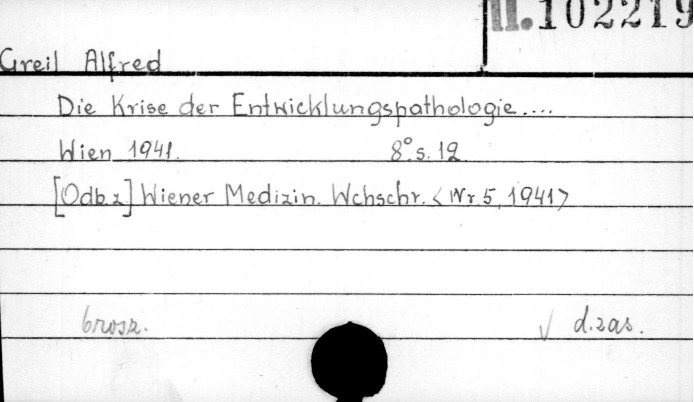 II.102219
Greil Alfred
Die Krise der Entwicklungspathologie....
Wien 1941. 8° s. 12
[Odb. z] Wiener Medizin. Wchschr. < Nr 5, 1941 >
brosz. √ d.zas.